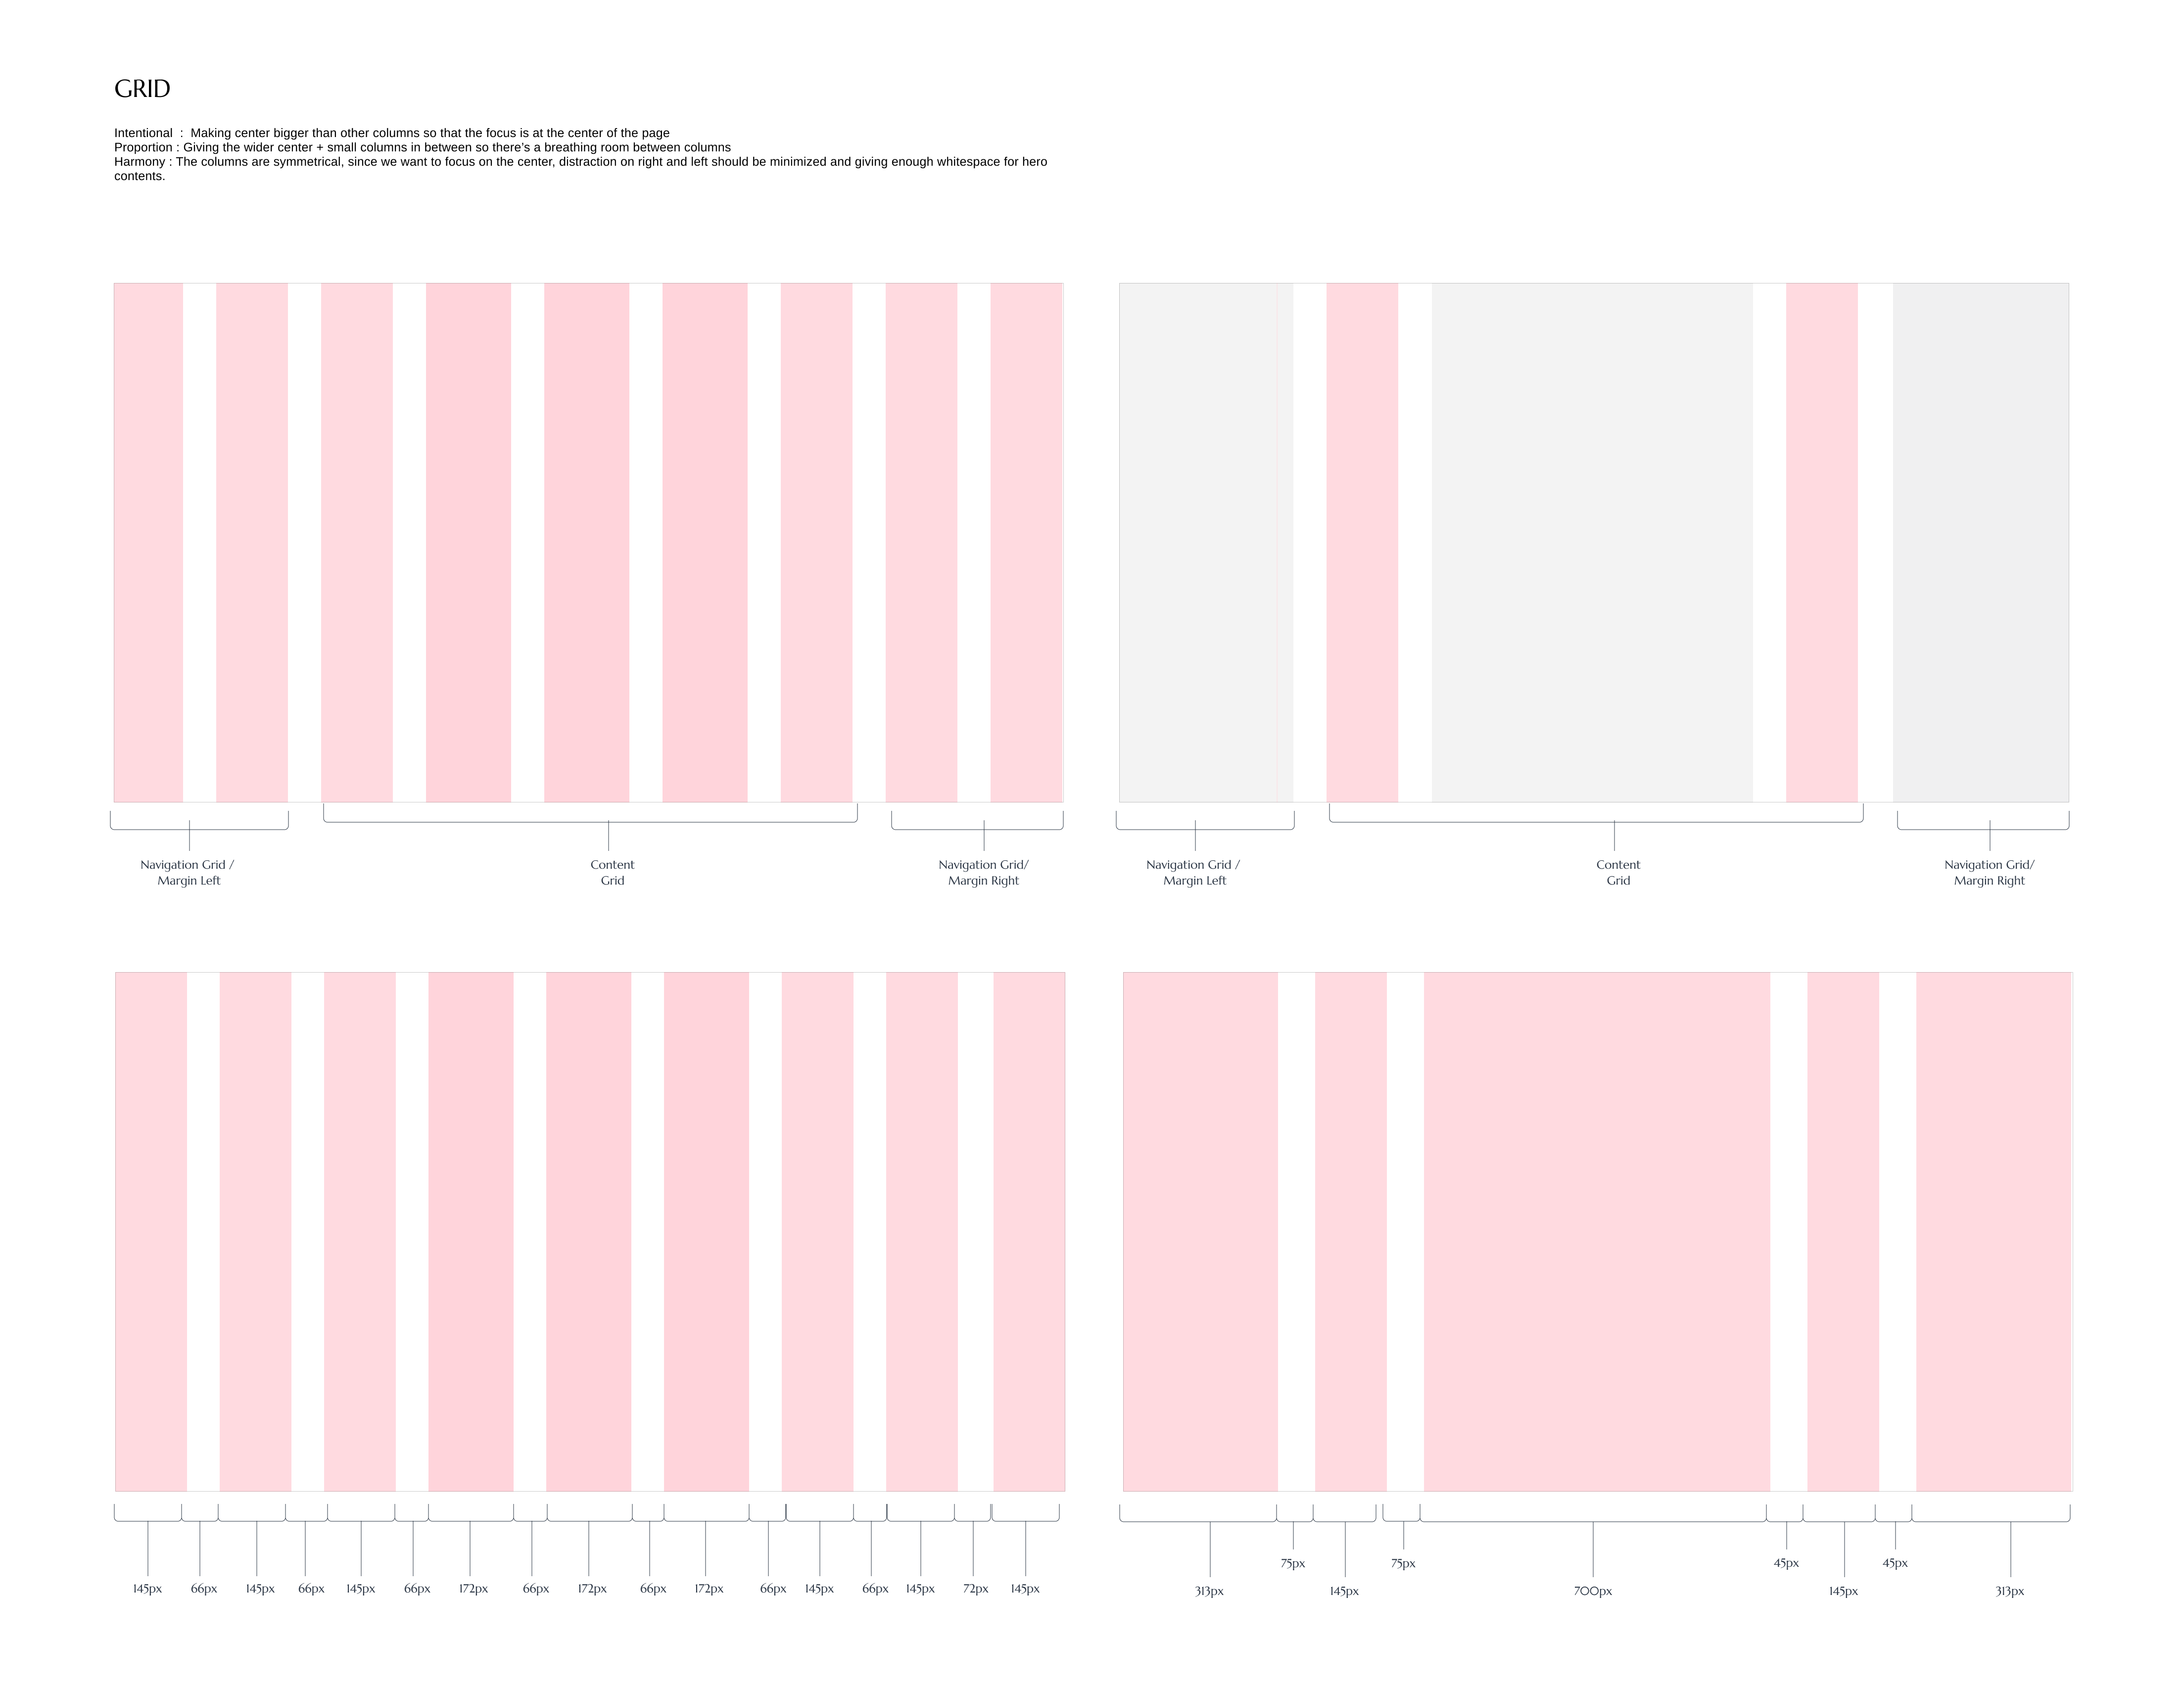 GRID
Intentional  :  Making center bigger than other columns so that the focus is at the center of the page
Proportion : Giving the wider center + small columns in between so there's a breathing room between columns
Harmony : The columns are symmetrical, since we want to focus on the center, distraction on right and left should be minimized and giving enough whitespace for hero
contents.
Navigation Grid /
Margin Left
Content
Grid
Navigation Grid/
Margin Right
Navigation Grid /
Margin Left
Content
Grid
Navigation Grid/
Margin Right
145px 66px 145px 66px 145px 66px 172px 66px 172px 66px 172px 66px 145px 66px 145px 72px 145px
75px 75px 45px 45px
313px 145px 700px 145px 313px